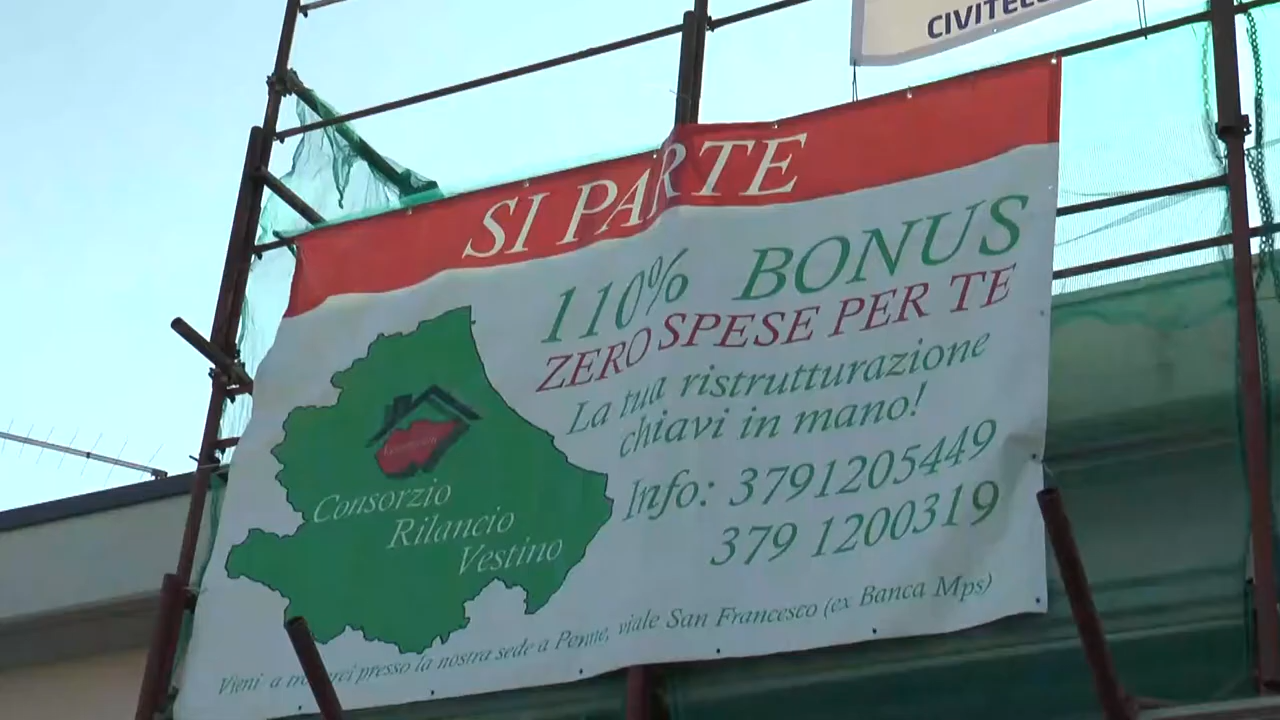 CIVITEL
SI PARTE
110% BONUS
ZERO SPESE PER TE
La tua ristrutturazione
chiavi in mano!
Info: 3791205449
379 1200319
Consorzio
Rilancio
Vestino
Vieni a trovarci presso la nostra sede a Penne, viale San Francesco (ex Banca Mps)